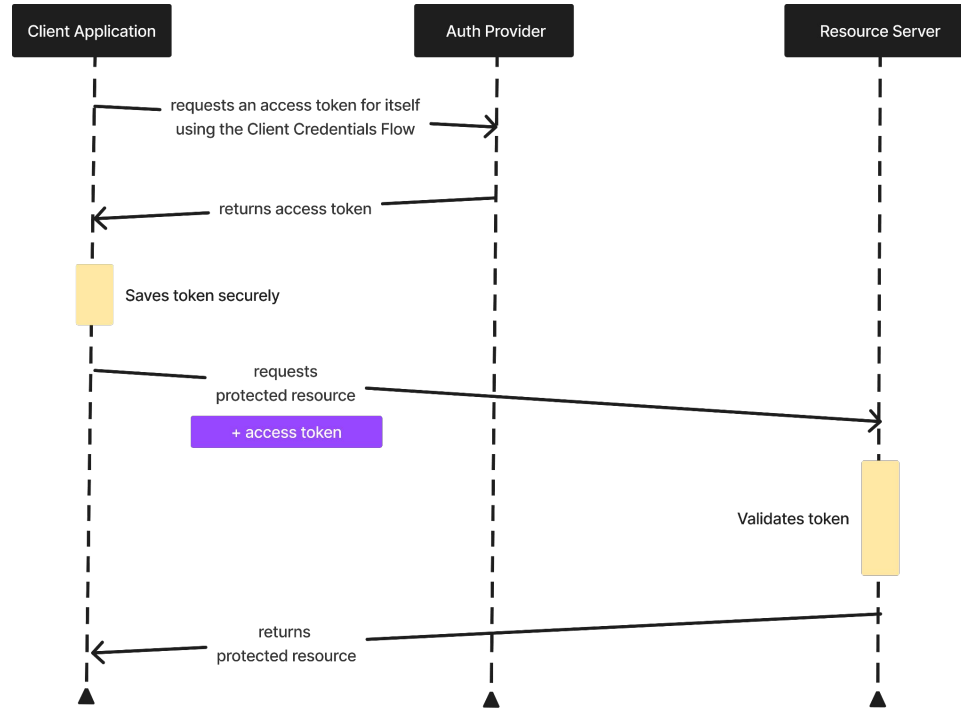 Client Application
Auth Provider
Resource Server
requests an access token for itself
using the Client Credentials Flow
returns access token
Saves token securely
requests
protected resource
+ access token
Validates token
returns
protected resource